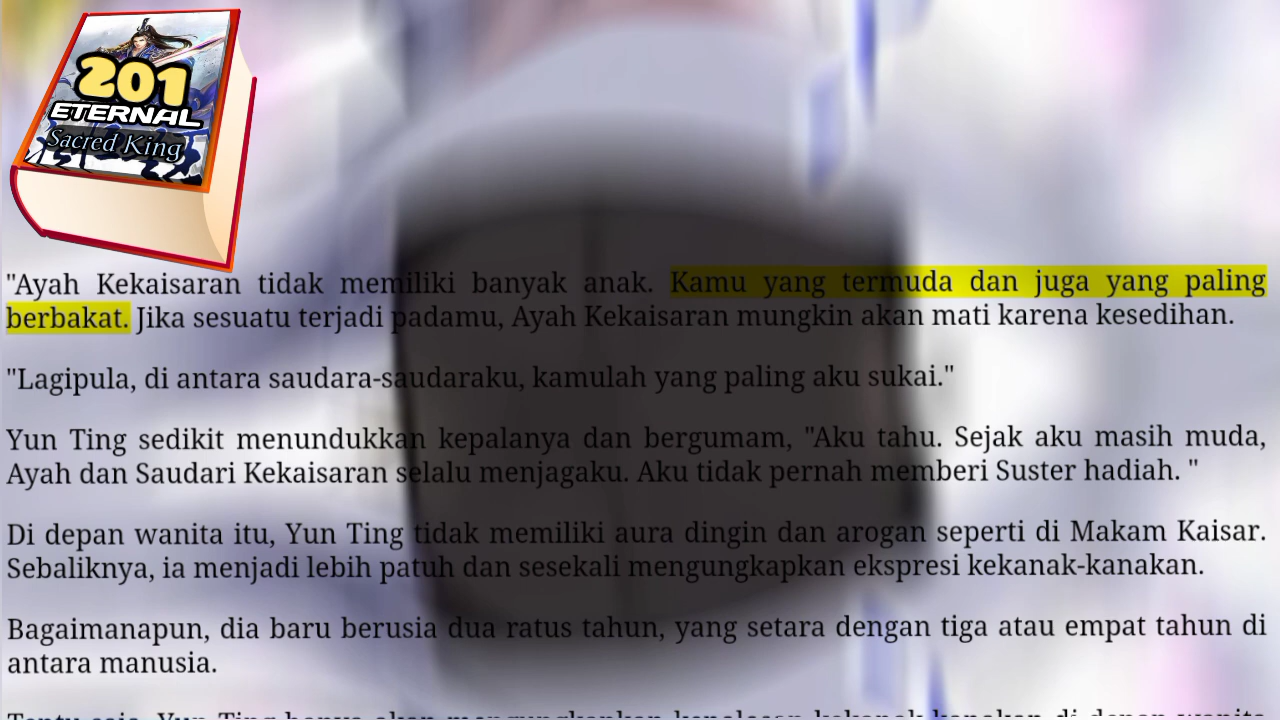 201
ETERNAL
Sacred King
"Ayah Kekaisaran tidak memiliki banyak anak. Kamu yang termuda dan juga yang paling
berbakat. Jika sesuatu terjadi padamu, Ayah Kekaisaran mungkin akan mati karena kesedihan.
"Lagipula, di antara saudara-saudaraku, kamulah yang paling aku sukai."
Yun Ting sedikit menundukkan kepalanya dan bergumam, "Aku tahu. Sejak aku masih muda,
Ayah dan Saudari Kekaisaran selalu menjagaku. Aku tidak pernah memberi Suster hadiah. "
Di depan wanita itu, Yun Ting tidak memiliki aura dingin dan arogan seperti di Makam Kaisar.
Sebaliknya, ia menjadi lebih patuh dan sesekali mengungkapkan ekspresi kekanak-kanakan.
Bagaimanapun, dia baru berusia dua ratus tahun, yang setara dengan tiga atau empat tahun di
antara manusia.